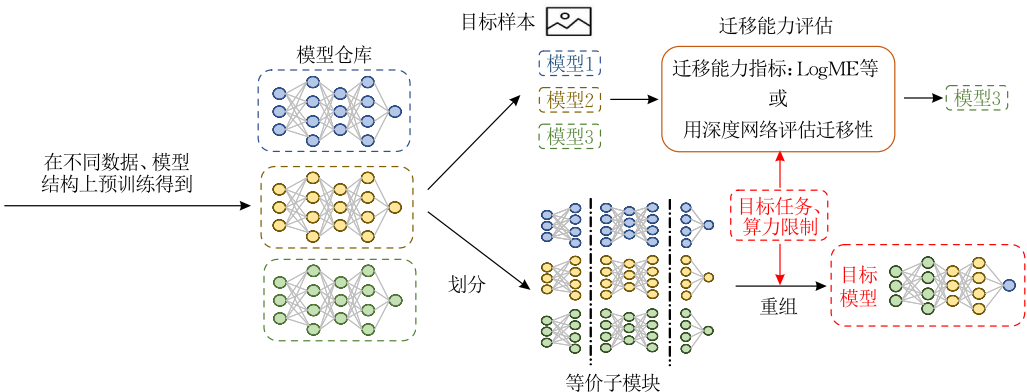 目标样本
迁移能力评估
模型仓库
模型1
模型2
模型3
迁移能力指标:LogME等
或
用深度网络评估迁移性
模型3
在不同数据、模型
结构上预训练得到
目标任务、
算力限制
划分
重组
目标
模型
等价子模块